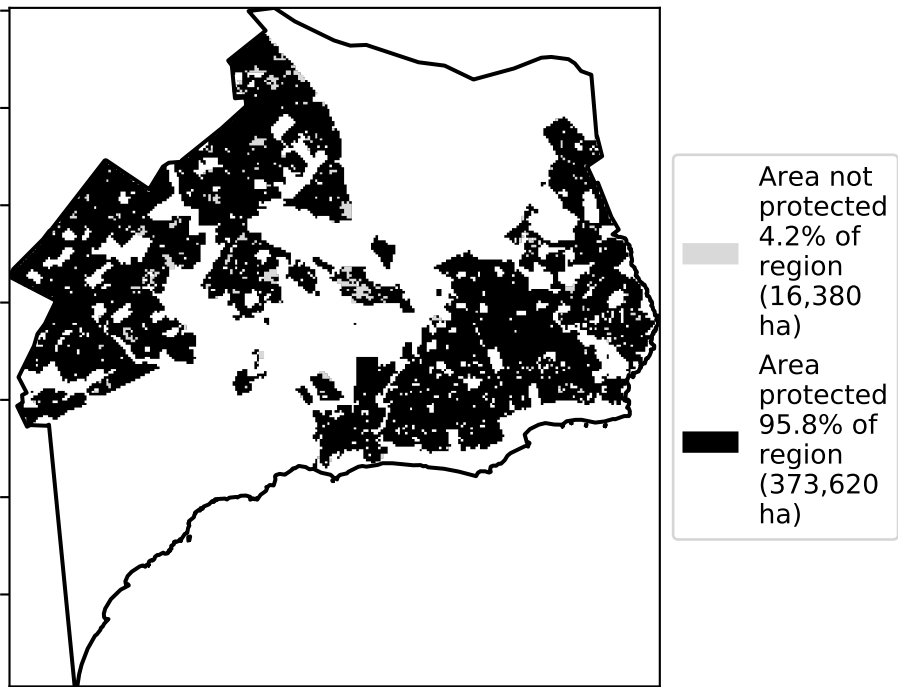 Area not
protected
4.2% of
region
(16,380
ha)
Area
protected
95.8% of
region
(373,620
ha)